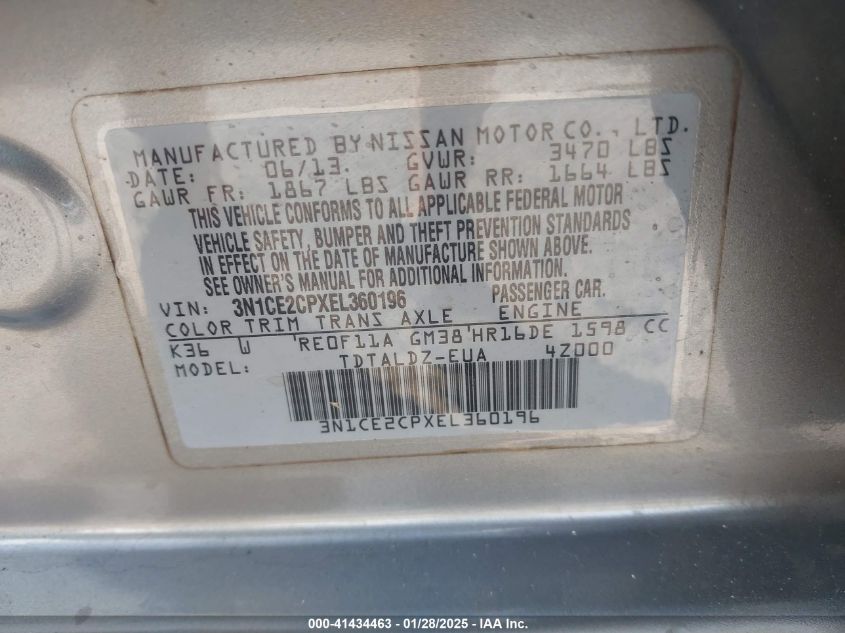 MANUFACTURED BY NISSAN MOTOR CO., LTD.
DATE: 06/13. GVWR: 3470 LBS
GAWR FR: 1867 LBS GAWR RR: 1664 LBS
THIS VEHICLE CONFORMS TO ALL APPLICABLE FEDERAL MOTOR
VEHICLE SAFETY, BUMPER AND THEFT PREVENTION STANDARDS
IN EFFECT ON THE DATE OF MANUFACTURE SHOWN ABOVE.
SEE OWNER'S MANUAL FOR ADDITIONAL INFORMATION.
VIN: 3N1CE2CPXEL360196 PASSENGER CAR.
COLOR TRIM TRANS AXLE ENGINE
K36 W 'RE0F11A GM38'HR16DE 1598 CC
MODEL: TDTALDZ-EUA 4Z000
3N1CE2CPXEL360196
000-41434463 - 01/28/2025 - IAA Inc.